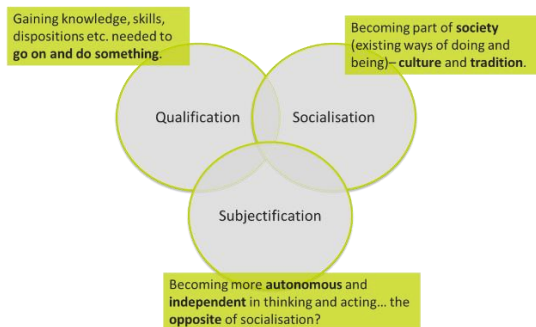 Gaining knowledge, skills,
dispositions etc. needed to
go on and do something.
Becoming part of society
(existing ways of doing and
being)– culture and tradition.
Qualification
Socialisation
Subjectification
Becoming more autonomous and
independent in thinking and acting... the
opposite of socialisation?